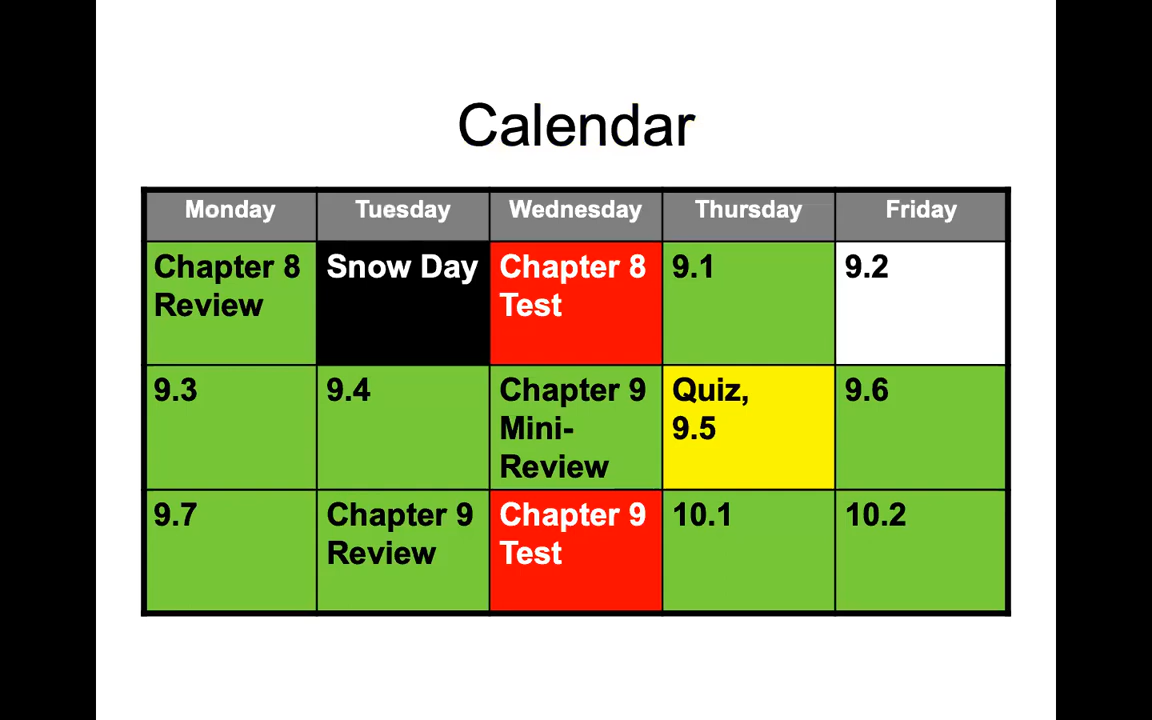 Calendar
Monday Tuesday Wednesday Thursday Friday
Chapter 8 Snow Day Chapter 8 9.1 9.2
Review Test
9.3 9.4 Chapter 9 Quiz, 9.6
Mini- 9.5
Review
9.7 Chapter 9 Chapter 9 10.1 10.2
Review Test